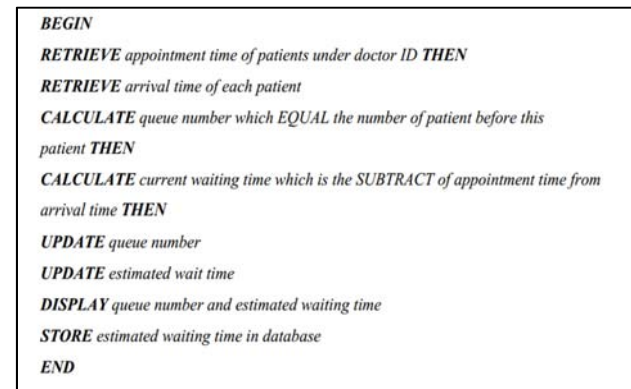 BEGIN
RETRIEVE appointment time of patients under doctor ID THEN
RETRIEVE arrival time of each patient
CALCULATE queue number which EQUAL the number of patient before this
patient THEN
CALCULATE current waiting time which is the SUBTRACT of appointment time from
arrival time THEN
UPDATE queue number
UPDATE estimated wait time
DISPLAY queue number and estimated waiting time
STORE estimated waiting time in database
END